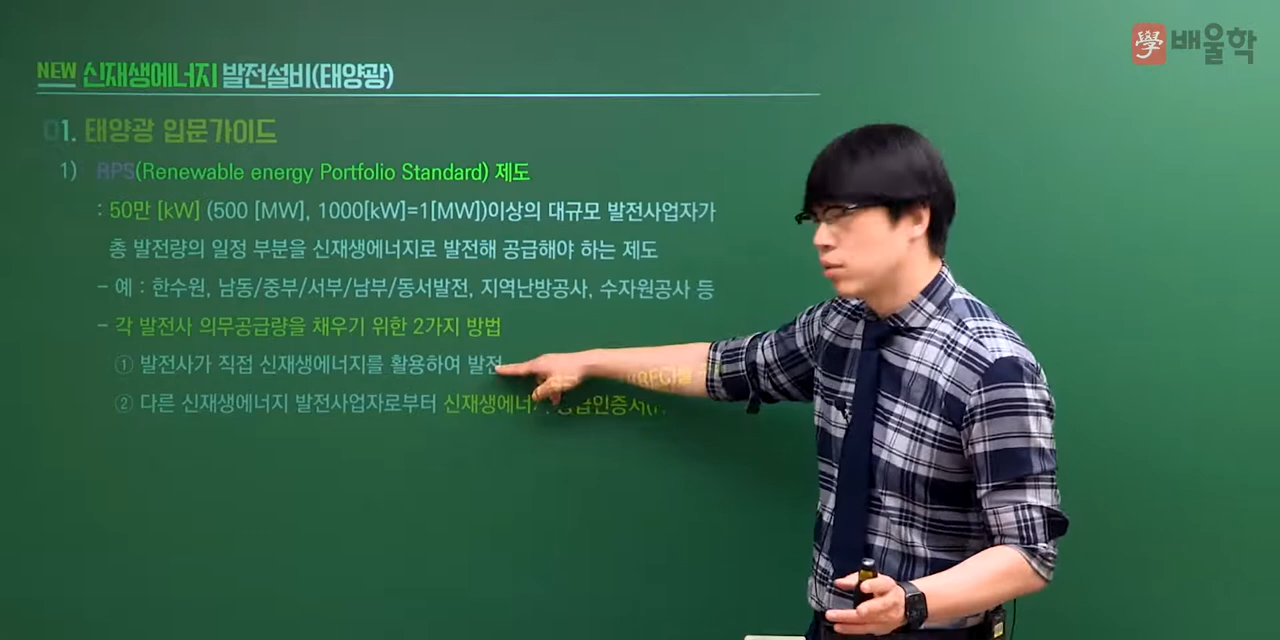 學 배울학
NEW 신재생에너지 발전설비(태양광)
01. 태양광 입문가이드
1) RPS(Renewable energy Portfolio Standard) 제도
: 50만 [kW] (500 [MW], 1000[kW]=1[MW])이상의 대규모 발전사업자가
총 발전량의 일정 부분을 신재생에너지로 발전해 공급해야 하는 제도
- 예 : 한수원, 남동/중부/서부/남부/동서발전, 지역난방공사, 수자원공사 등
- 각 발전사 의무공급량을 채우기 위한 2가지 방법
① 발전사가 직접 신재생에너지를 활용하여 발전
② 다른 신재생에너지 발전사업자로부터 신재생에너지 공급인증서(